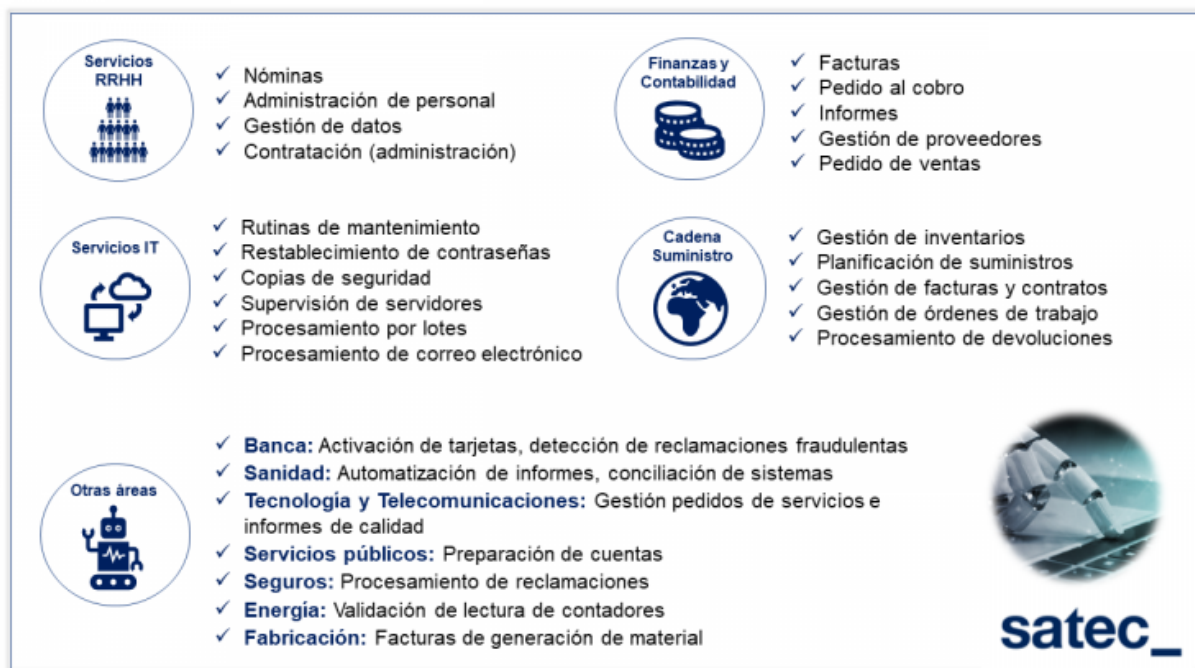 Servicios
RRHH
✓ Nóminas
✓ Administración de personal
✓ Gestión de datos
✓ Contratación (administración)
Finanzas y
Contabilidad
✓ Facturas
✓ Pedido al cobro
✓ Informes
✓ Gestión de proveedores
✓ Pedido de ventas
Servicios IT
✓ Rutinas de mantenimiento
✓ Restablecimiento de contraseñas
✓ Copias de seguridad
✓ Supervisión de servidores
✓ Procesamiento por lotes
✓ Procesamiento de correo electrónico
Cadena
Suministro
✓ Gestión de inventarios
✓ Planificación de suministros
✓ Gestión de facturas y contratos
✓ Gestión de órdenes de trabajo
✓ Procesamiento de devoluciones
Otras áreas
✓ Banca: Activación de tarjetas, detección de reclamaciones fraudulentas
✓ Sanidad: Automatización de informes, conciliación de sistemas
✓ Tecnología y Telecomunicaciones: Gestión pedidos de servicios e
informes de calidad
✓ Servicios públicos: Preparación de cuentas
✓ Seguros: Procesamiento de reclamaciones
✓ Energía: Validación de lectura de contadores
✓ Fabricación: Facturas de generación de material
satec_